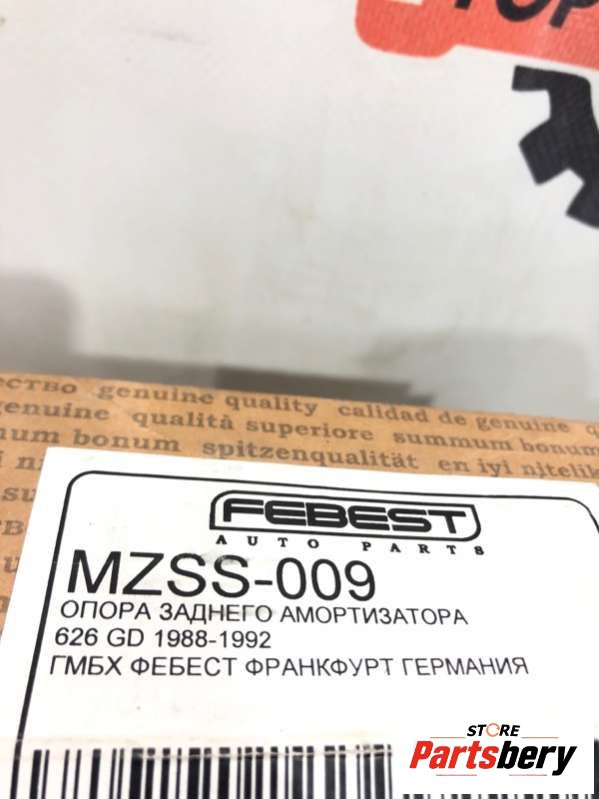 TOP
ество genuine quality calidad de genuine
genuine qualità superiore summum bonum
num bonum spitzenqualität en iyi nitelik
FEBEST
AUTO PARTS
MZSS-009
ОПОРА ЗАДНЕГО АМОРТИЗАТОРА
626 GD 1988-1992
ГМБХ ФЕБЕСТ ФРАНКФУРТ ГЕРМАНИЯ
STORE
Partsbery